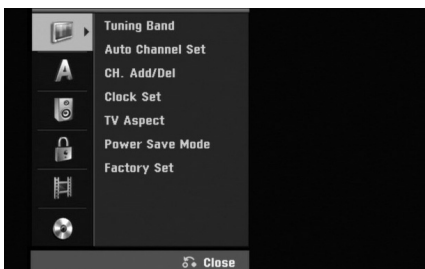 Tuning Band
Auto Channel Set
A
CH. Add/Del
Clock Set
TV Aspect
Power Save Mode
Factory Set
Close